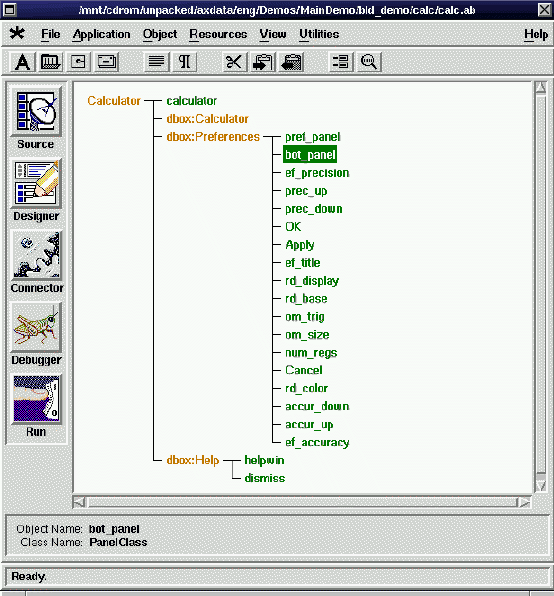 /mnt/cdrom/unpacked/axdata/eng/Demos/MainDemo/bld_demo/calc/calc.ab
File Application Object Resources View Utilities Help
A
Calculator calculator
dbox:Calculator
dbox:Preferences pref_panel
bot_panel
ef_precision
prec_up
prec_down
OK
Apply
ef_title
rd_display
rd_base
om_trig
om_size
num_regs
Cancel
rd_color
accur_down
accur_up
ef_accuracy
dbox:Help helpwin
dismiss
Source
Designer
Connector
Debugger
Run
Object Name: bot_panel
Class Name: PanelClass
Ready.